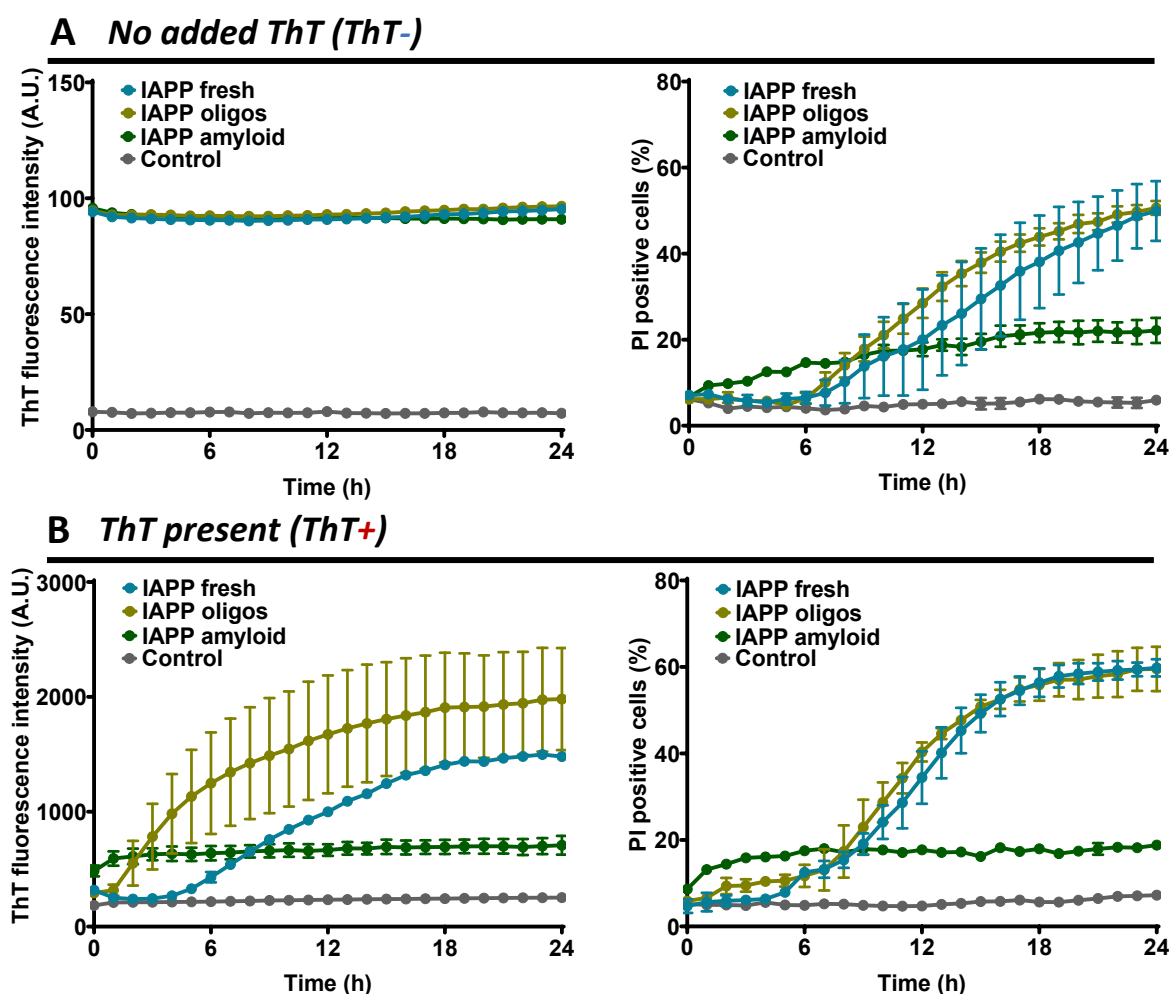 A No added ThT (ThT-)
ThT fluorescence intensity (A.U.)
150
100
50
0
IAPP fresh
IAPP oligos
IAPP amyloid
Control
0 6 12 18 24
Time (h)
PI positive cells (%)
80
60
40
20
0
IAPP fresh
IAPP oligos
IAPP amyloid
Control
0 6 12 18 24
Time (h)
B ThT present (ThT+)
ThT fluorescence intensity (A.U.)
3000
2000
1000
0
IAPP fresh
IAPP oligos
IAPP amyloid
Control
0 6 12 18 24
Time (h)
PI positive cells (%)
80
60
40
20
0
IAPP fresh
IAPP oligos
IAPP amyloid
Control
0 6 12 18 24
Time (h)